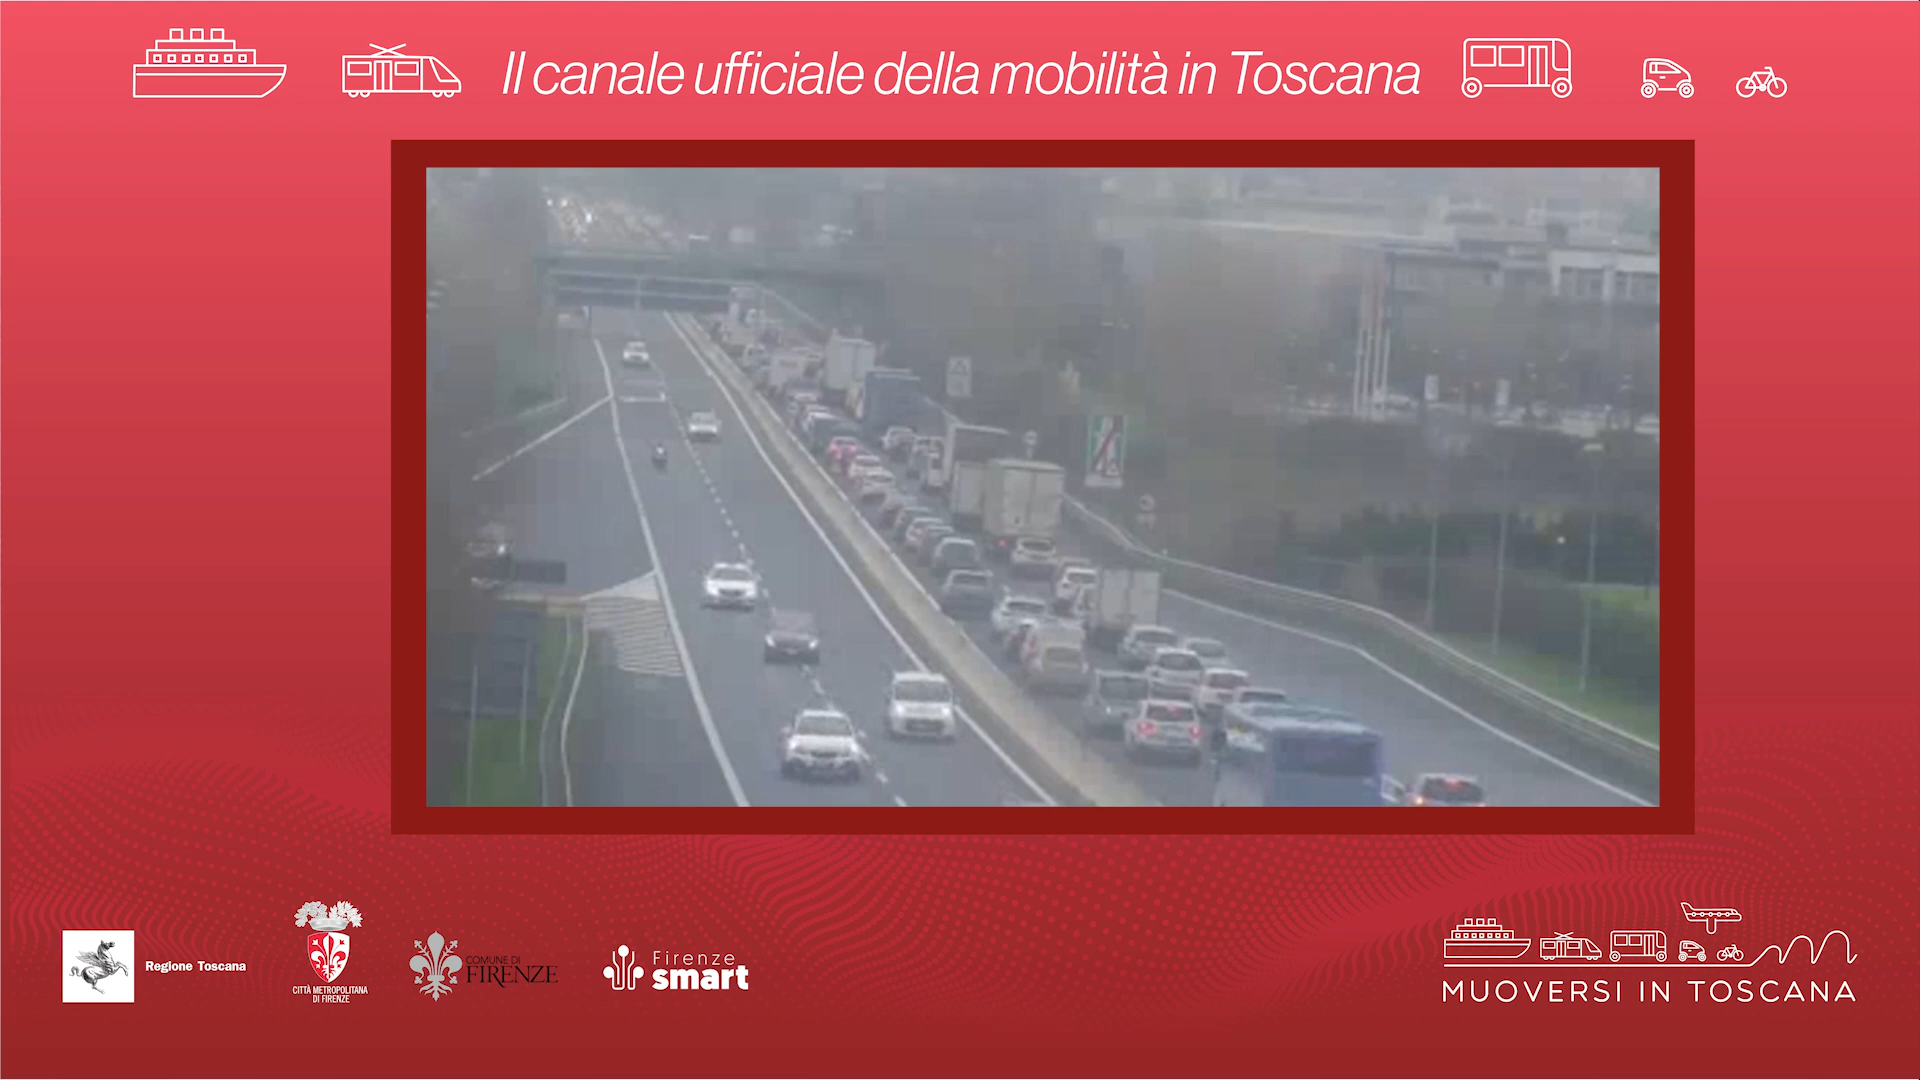 Il canale ufficiale della mobilità in Toscana
Regione Toscana
CITTÀ METROPOLITANA
DI FIRENZE
COMUNE DI
FIRENZE
Firenze
smart
MUOVERSI IN TOSCANA